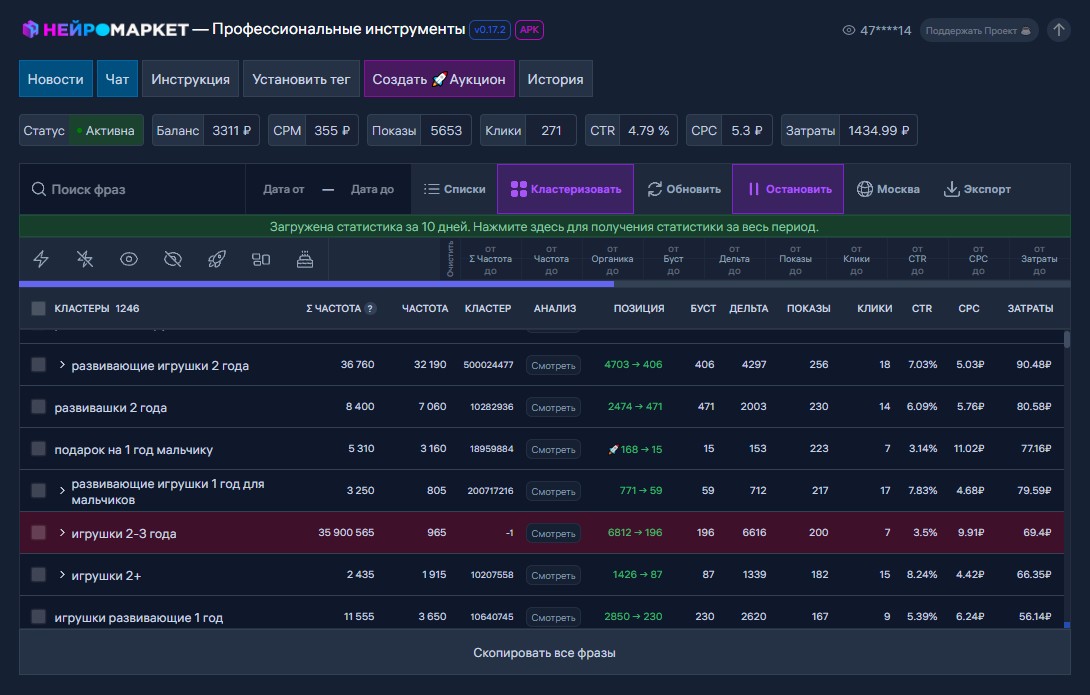 НЕЙРОМАРКЕТ — Профессиональные инструменты v0.17.2 АРК
47****14 Поддержать Проект
Новости Чат Инструкция Установить тег Создать Аукцион История
Статус Активна Баланс 3311 ₽ CPM 355 ₽ Показы 5653 Клики 271 CTR 4.79 % CPC 5.3 ₽ Затраты 1434.99 ₽
Поиск фраз Дата от — Дата до Списки Кластеризовать Обновить Остановить Москва Экспорт
Загружена статистика за 10 дней. Нажмите здесь для получения статистики за весь период.
Очистить
от от от от от от от от от от
Σ Частота Частота Органика Буст Дельта Показы Клики CTR CPC Затраты
до до до до до до до до до до
КЛАСТЕРЫ 1246 Σ ЧАСТОТА ? ЧАСТОТА КЛАСТЕР АНАЛИЗ ПОЗИЦИЯ БУСТ ДЕЛЬТА ПОКАЗЫ КЛИКИ CTR CPC ЗАТРАТЫ
> развивающие игрушки 2 года 36 760 32 190 500024477 Смотреть 4703 → 406 406 4297 256 18 7.03% 5.03₽ 90.48₽
развивашки 2 года 8 400 7 060 10282936 Смотреть 2474 → 471 471 2003 230 14 6.09% 5.76₽ 80.58₽
подарок на 1 год мальчику 5 310 3 160 18959884 Смотреть 168 → 15 15 153 223 7 3.14% 11.02₽ 77.16₽
> развивающие игрушки 1 год для
мальчиков 3 250 805 200717216 Смотреть 771 → 59 59 712 217 17 7.83% 4.68₽ 79.59₽
> игрушки 2-3 года 35 900 565 965 -1 Смотреть 6812 → 196 196 6616 200 7 3.5% 9.91₽ 69.4₽
> игрушки 2+ 2 435 1 915 10207558 Смотреть 1426 → 87 87 1339 182 15 8.24% 4.42₽ 66.35₽
игрушки развивающие 1 год 11 555 3 650 10640745 Смотреть 2850 → 230 230 2620 167 9 5.39% 6.24₽ 56.14₽
Скопировать все фразы